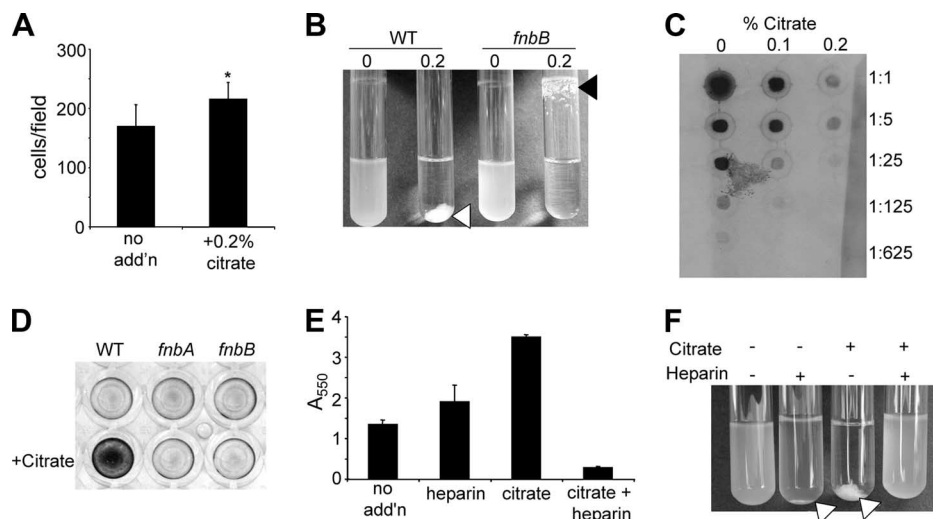 A
300
200
100
0
cells/field
*
no
add'n
+0.2%
citrate
B
WT
fnbB
0 0.2 0 0.2
C
% Citrate
0 0.1 0.2
1:1
1:5
1:25
1:125
1:625
D
WT fnbA fnbB
+Citrate
E
4
3
2
1
0
A550
no
add'n
heparin
citrate
citrate +
heparin
F
Citrate - - + +
Heparin - + - +